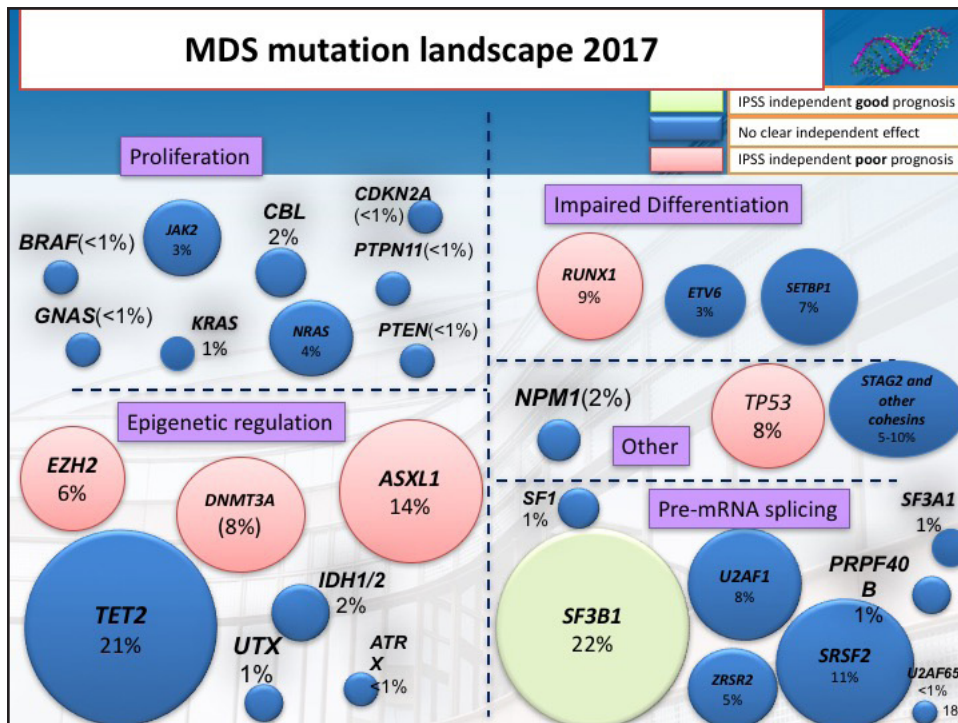 MDS mutation landscape 2017
IPSS independent good prognosis
No clear independent effect
IPSS independent poor prognosis
Proliferation
BRAF(<1%)
JAK2
3%
CBL
2%
CDKN2A
(<1%)
PTPN11(<1%)
GNAS(<1%)
KRAS
1%
NRAS
4%
PTEN(<1%)
Impaired Differentiation
RUNX1
9%
ETV6
3%
SETBP1
7%
Epigenetic regulation
EZH2
6%
DNMT3A
(8%)
ASXL1
14%
TET2
21%
IDH1/2
2%
UTX
1%
ATR
X
<1%
NPM1(2%)
Other
TP53
8%
STAG2 and
other
cohesins
5-10%
Pre-mRNA splicing
SF1
1%
SF3B1
22%
U2AF1
8%
SF3A1
1%
PRPF40
B
1%
ZRSR2
5%
SRSF2
11%
U2AF65
<1%
18